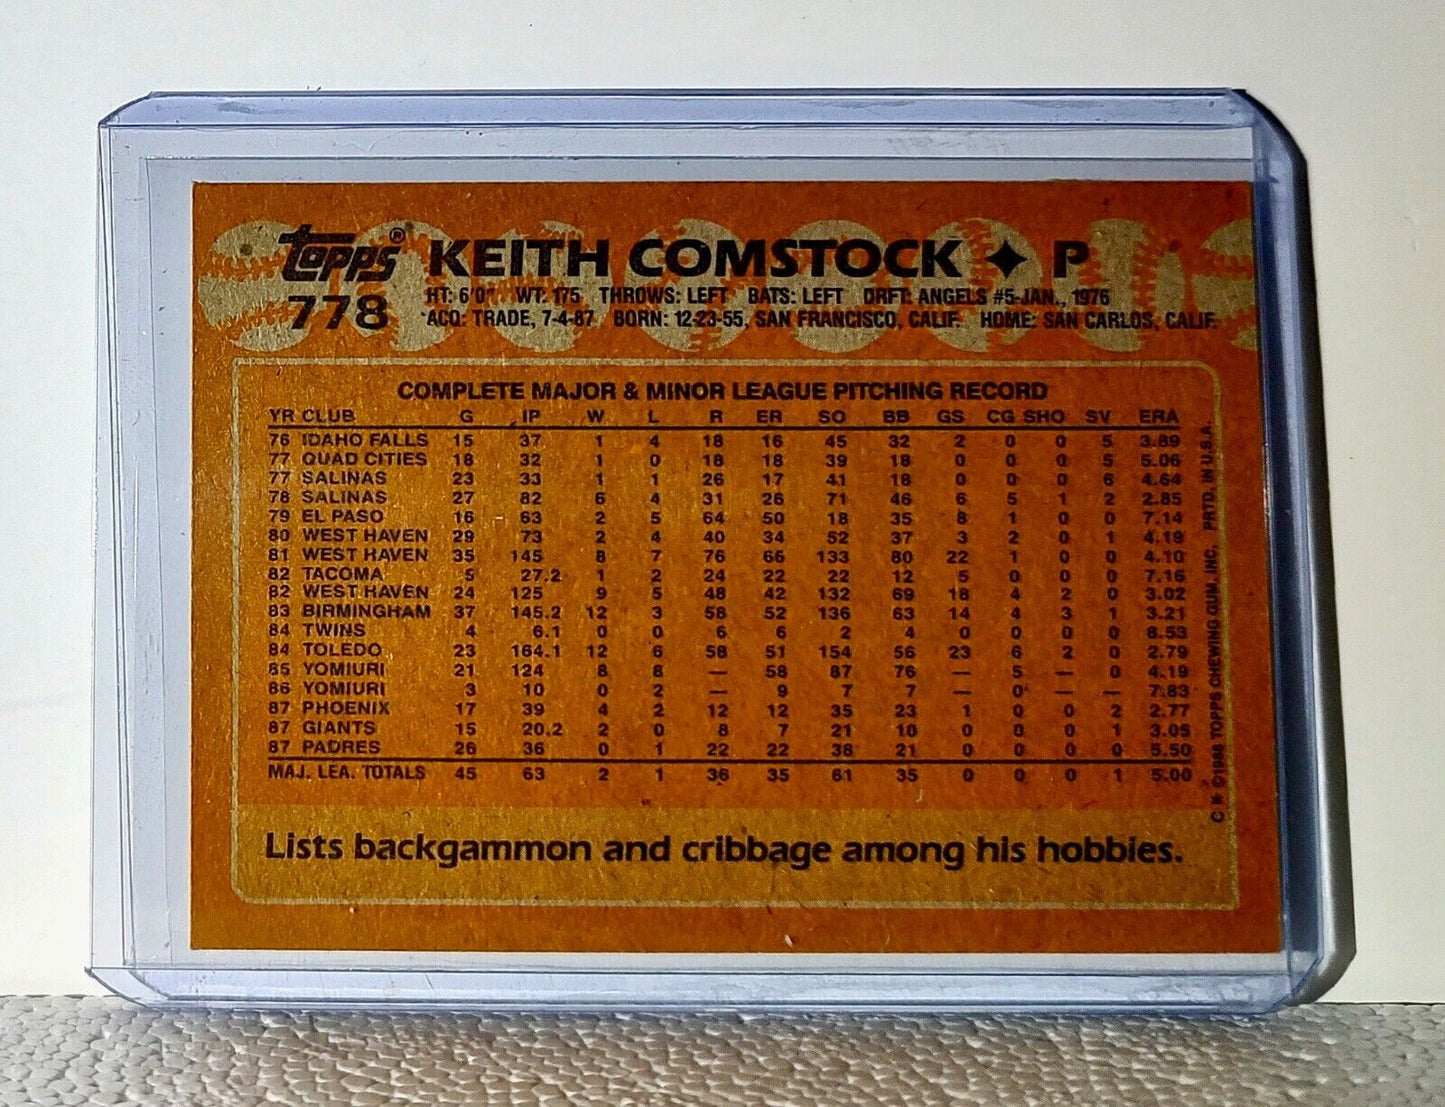 Topps® KEITH COMSTOCK ✦ P
778 HT: 6'0" WT: 175 THROWS: LEFT BATS: LEFT DRFT: ANGELS #5-JAN., 1976
ACQ: TRADE, 7-4-87 BORN: 12-23-55, SAN FRANCISCO, CALIF. HOME: SAN CARLOS, CALIF.
COMPLETE MAJOR & MINOR LEAGUE PITCHING RECORD
YR CLUB G IP W L R ER SO BB GS CG SHO SV ERA
76 IDAHO FALLS 15 37 1 4 18 16 45 32 2 0 0 5 3.89
77 QUAD CITIES 18 32 1 0 18 18 39 18 0 0 0 5 5.06
77 SALINAS 23 33 1 1 26 17 41 18 0 0 0 6 4.64
78 SALINAS 27 82 6 4 31 26 71 46 6 5 1 2 2.85
79 EL PASO 16 63 2 5 64 50 18 35 8 1 0 0 7.14
80 WEST HAVEN 29 73 2 4 40 34 52 37 3 2 0 1 4.19
81 WEST HAVEN 35 145 8 7 76 66 133 80 22 1 0 0 4.10
82 TACOMA 5 27.2 1 2 24 22 22 12 5 0 0 0 7.16
82 WEST HAVEN 24 125 9 5 48 42 132 69 18 4 2 0 3.02
83 BIRMINGHAM 37 145.2 12 3 58 52 136 63 14 4 3 1 3.21
84 TWINS 4 6.1 0 0 6 6 2 4 0 0 0 0 8.53
84 TOLEDO 23 164.1 12 6 58 51 154 56 23 6 2 0 2.79
85 YOMIURI 21 124 8 8 — 58 87 76 — 5 — 0 4.19
86 YOMIURI 3 10 0 2 — 9 7 7 — 0 — — 7.83
87 PHOENIX 17 39 4 2 12 12 35 23 1 0 0 2 2.77
87 GIANTS 15 20.2 2 0 8 7 21 10 0 0 0 1 3.05
87 PADRES 26 36 0 1 22 22 38 21 0 0 0 0 5.50
MAJ. LEA. TOTALS 45 63 2 1 36 35 61 35 0 0 0 1 5.00
Lists backgammon and cribbage among his hobbies.
C * ©1988 TOPPS CHEWING GUM, INC. PRTD. IN U.S.A.